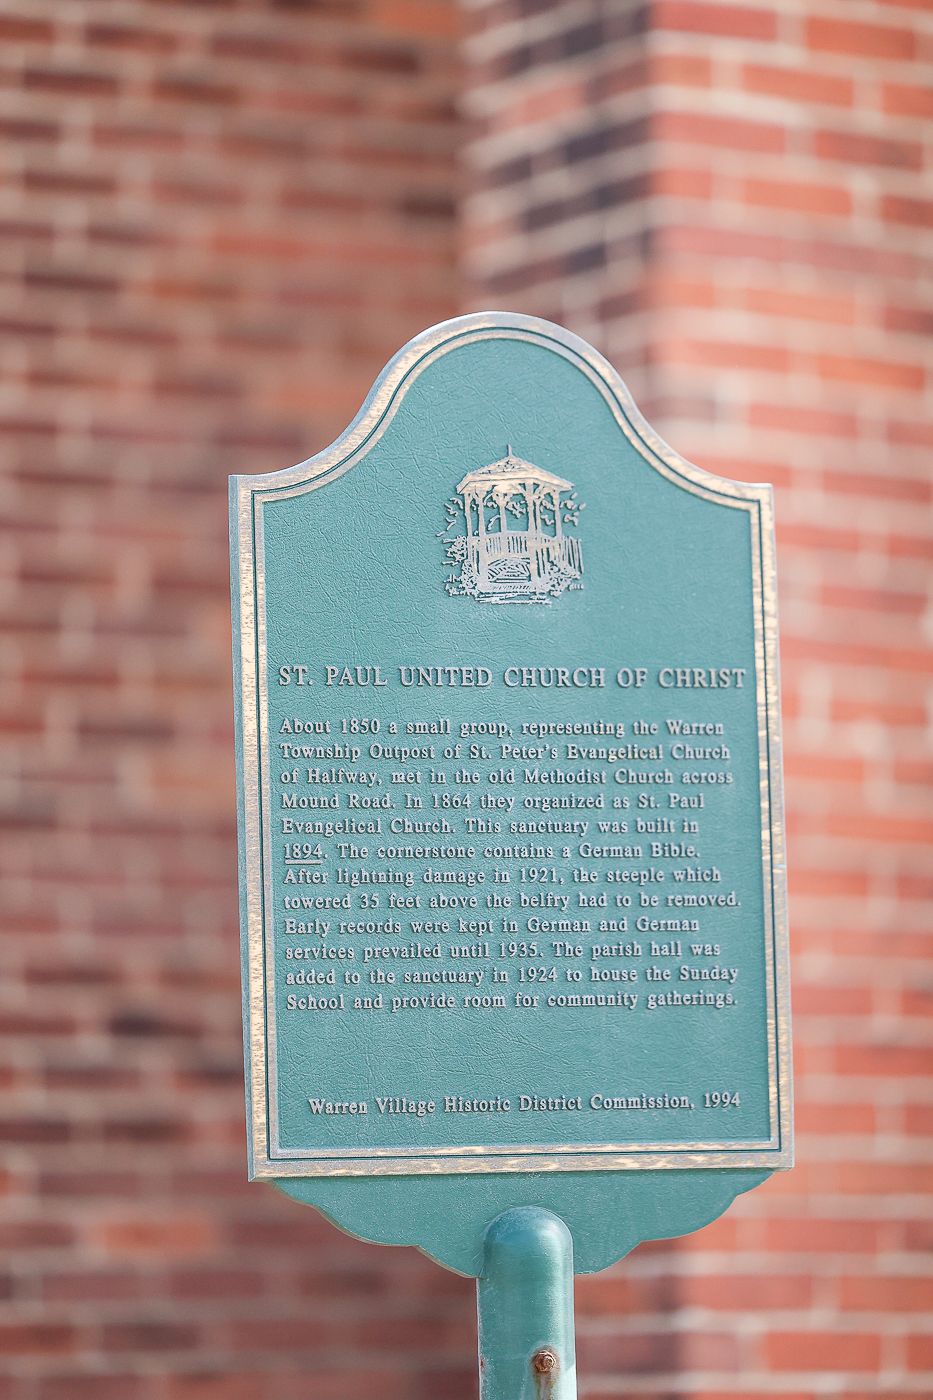 ST. PAUL UNITED CHURCH OF CHRIST
About 1850 a small group, representing the Warren
Township Outpost of St. Peter's Evangelical Church
of Halfway, met in the old Methodist Church across
Mound Road. In 1864 they organized as St. Paul
Evangelical Church. This sanctuary was built in
1894. The cornerstone contains a German Bible.
After lightning damage in 1921, the steeple which
towered 35 feet above the belfry had to be removed.
Early records were kept in German and German
services prevailed until 1935. The parish hall was
added to the sanctuary in 1924 to house the Sunday
School and provide room for community gatherings.
Warren Village Historic District Commission, 1994